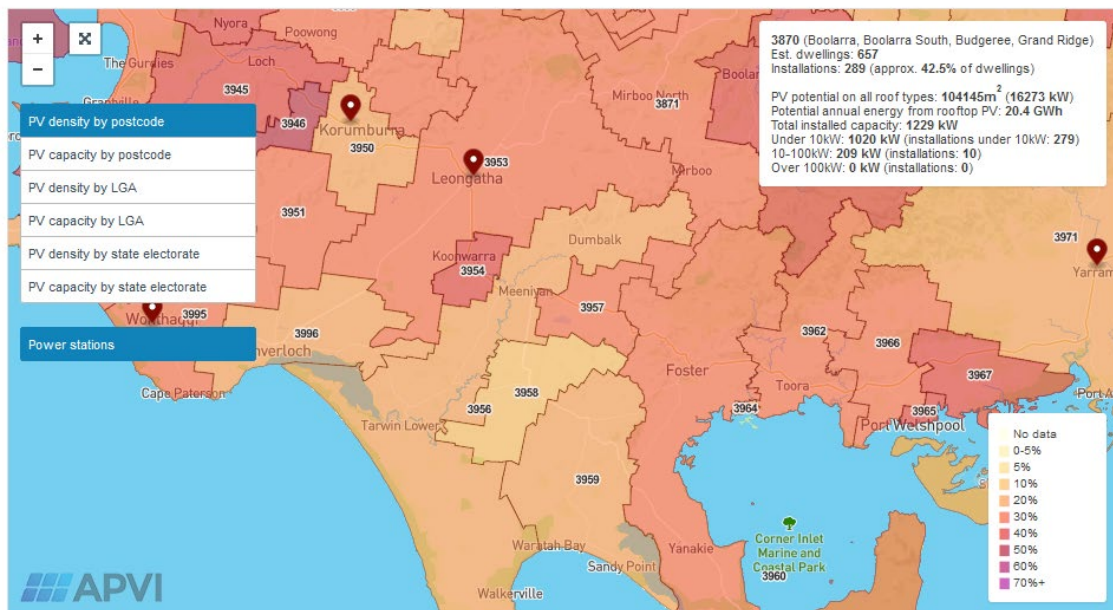 +
−
PV density by postcode
PV capacity by postcode
PV density by LGA
PV capacity by LGA
PV density by state electorate
PV capacity by state electorate
Power stations
3870 (Boolarra, Boolarra South, Budgeree, Grand Ridge)
Est. dwellings: 657
Installations: 289 (approx. 42.5% of dwellings)
PV potential on all roof types: 104145m² (16273 kW)
Potential annual energy from rooftop PV: 20.4 GWh
Total installed capacity: 1229 kW
Under 10kW: 1020 kW (installations under 10kW: 279)
10-100kW: 209 kW (installations: 10)
Over 100kW: 0 kW (installations: 0)
Nyora
Poowong
The Gurdies
Loch
3945
Grantville
3946
Korumburra
3950
Mirboo North
3871
3953
Leongatha
Mirboo
3951
Dumbalk
3971
Koonwarra
3954
Meeniyan
3957
3995
3996
3962
3966
Cape Paterson
3958
Foster
Toora
3967
3956
3964
3965
Tarwin Lower
Port Welshpool
3959
Waratah Bay
Sandy Point
Yanakie
Walkerville
Corner Inlet
Marine and
Coastal Park
3960
No data
0-5%
5%
10%
20%
30%
40%
50%
60%
70%+
APVI